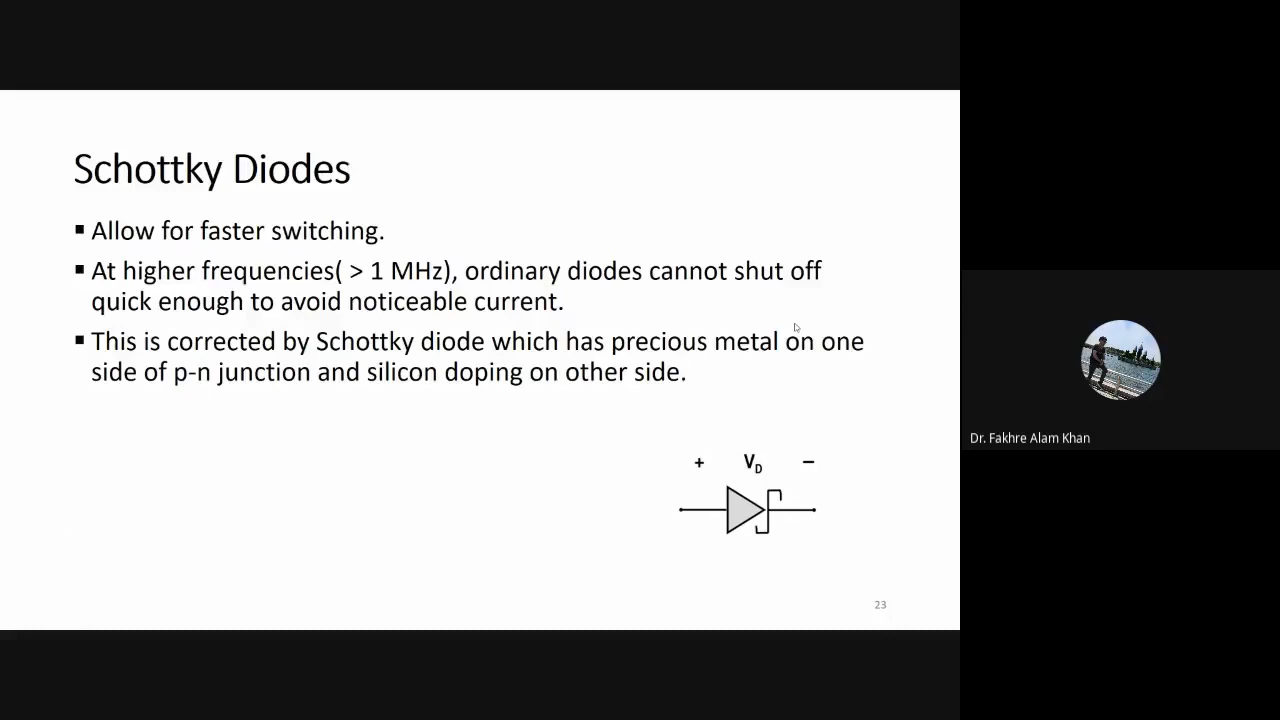 Schottky Diodes
▪ Allow for faster switching.
▪ At higher frequencies( > 1 MHz), ordinary diodes cannot shut off
quick enough to avoid noticeable current.
▪ This is corrected by Schottky diode which has precious metal on one
side of p-n junction and silicon doping on other side.
+ VD −
23
Dr. Fakhre Alam Khan